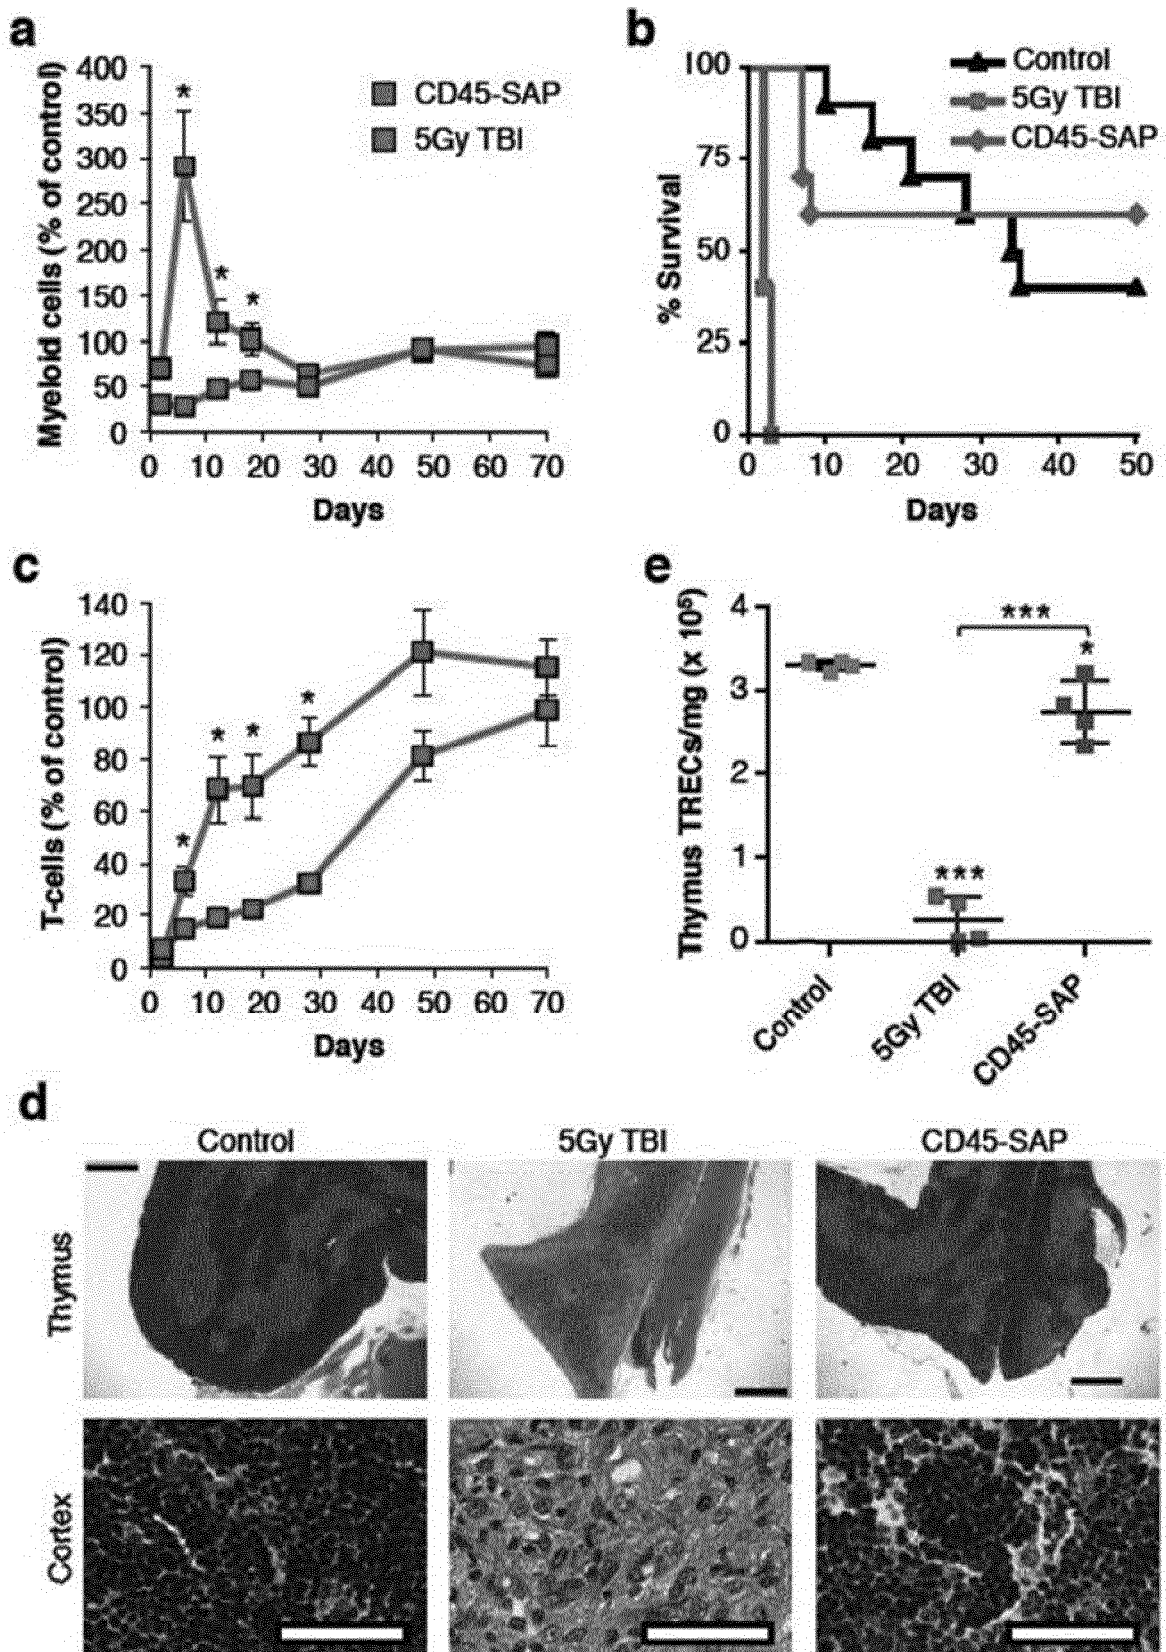 a
Myeloid cells (% of control)
400
350
300
250
200
150
100
50
0
* * *
CD45-SAP
5Gy TBI
0 10 20 30 40 50 60 70
Days
b
% Survival
100
75
50
25
0
Control
5Gy TBI
CD45-SAP
0 10 20 30 40 50
Days
c
T-cells (% of control)
140
120
100
80
60
40
20
0
* * * *
0 10 20 30 40 50 60 70
Days
e
Thymus TRECs/mg (x 10⁵)
4
3
2
1
0
***
*
***
Control
5Gy TBI
CD45-SAP
d
Control 5Gy TBI CD45-SAP
Thymus
Cortex